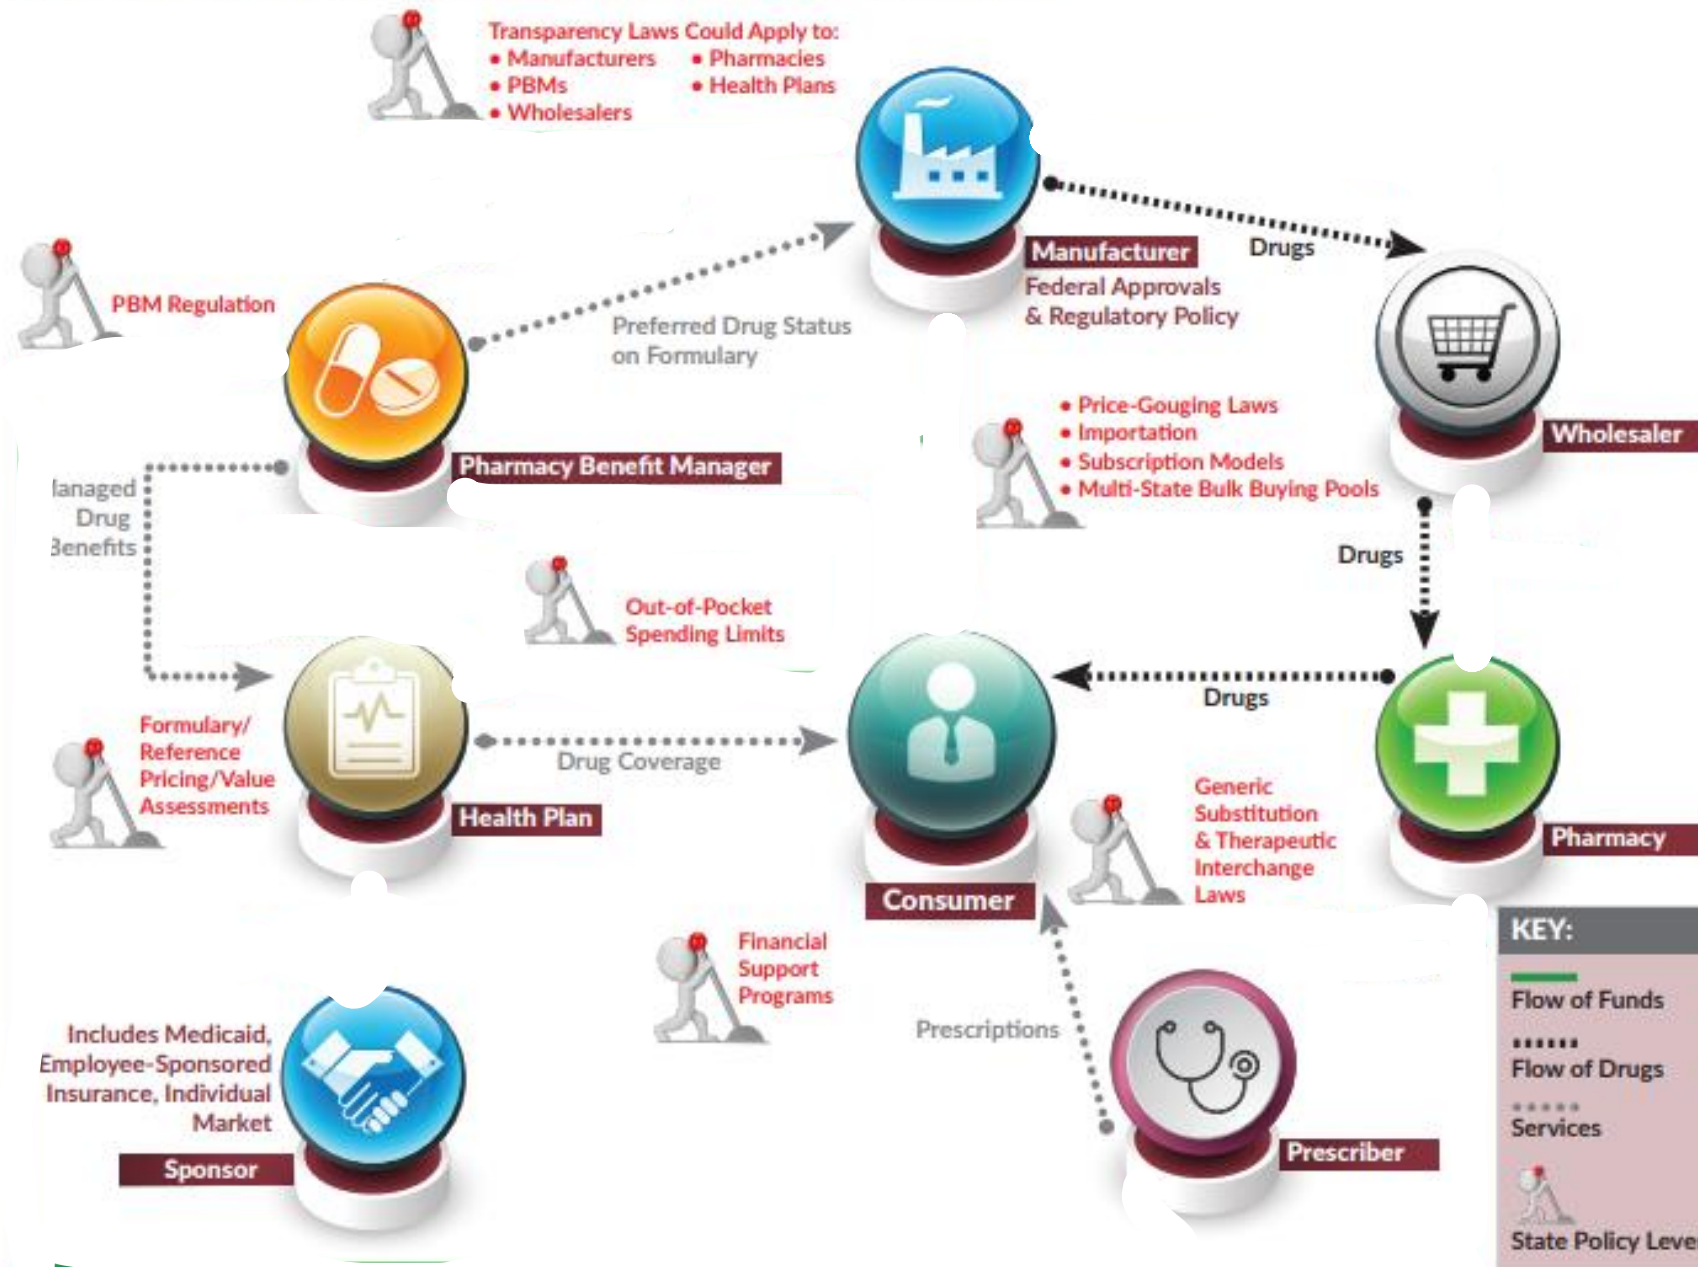 Transparency Laws Could Apply to:
• Manufacturers
• PBMs
• Wholesalers
• Pharmacies
• Health Plans
Manufacturer
Federal Approvals
& Regulatory Policy
Drugs
PBM Regulation
Preferred Drug Status
on Formulary
Pharmacy Benefit Manager
• Price-Gouging Laws
• Importation
• Subscription Models
• Multi-State Bulk Buying Pools
Wholesaler
Drug
Drugs
Out-of-Pocket
Spending Limits
Drugs
Formulary/
Reference
Pricing/Value
Assessments
Drug Coverage
Health Plan
Consumer
Generic
Substitution
& Therapeutic
Interchange
Laws
Pharmacy
Financial
Support
Programs
Prescriptions
Prescriber
Includes Medicaid,
Employee-Sponsored
Insurance, Individual
Market
Sponsor
KEY:
Flow of Funds
Flow of Drugs
Services
State Policy